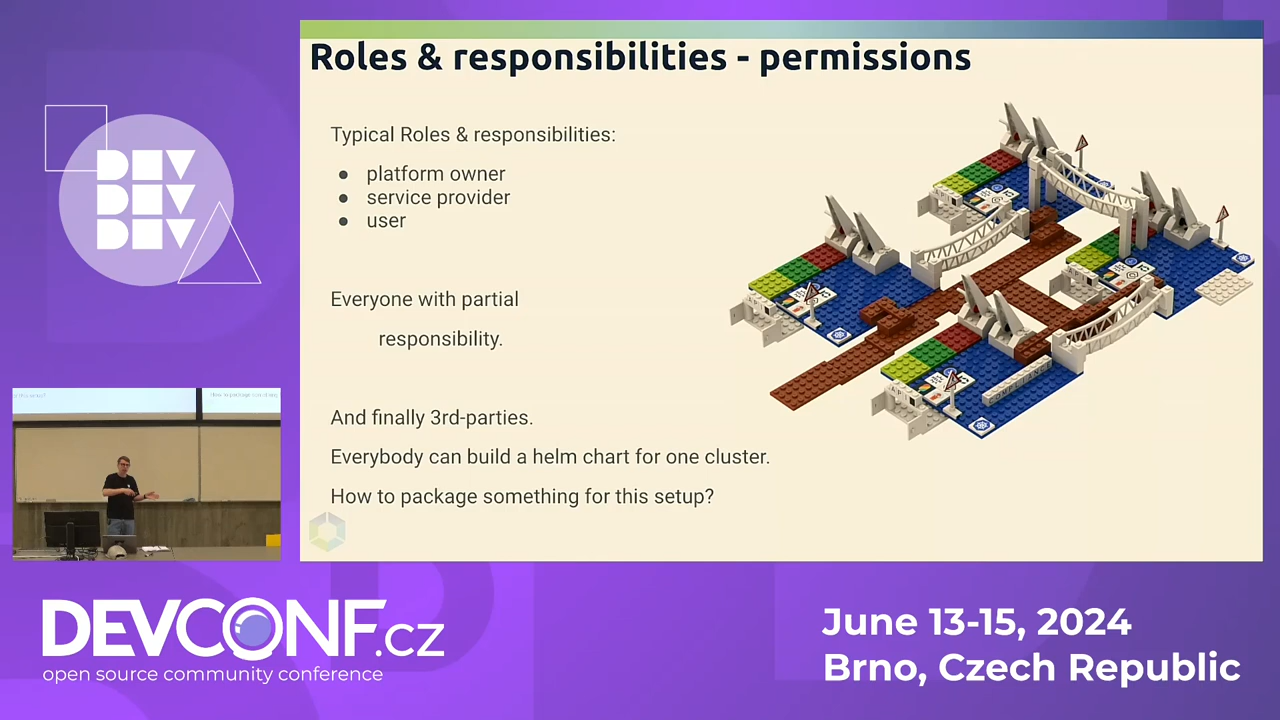 Roles & responsibilities - permissions
Typical Roles & responsibilities:
● platform owner
● service provider
● user
Everyone with partial
responsibility.
And finally 3rd-parties.
Everybody can build a helm chart for one cluster.
How to package something for this setup?
DEV
DEV
DEV
DEVCONF.cz
open source community conference
June 13-15, 2024
Brno, Czech Republic